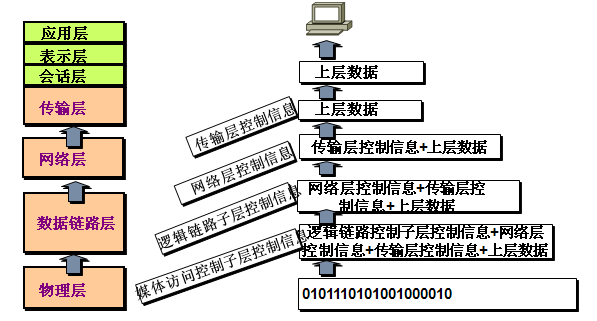 应用层
表示层
会话层
传输层
网络层
数据链路层
物理层
上层数据
上层数据
传输层控制信息
传输层控制信息+上层数据
网络层控制信息
网络层控制信息+传输层控
制信息+上层数据
逻辑链路子层控制信息
逻辑链路控制子层控制信息+网络层
控制信息+传输层控制信息+上层数据
媒体访问控制子层控制信息
0101110101001000010